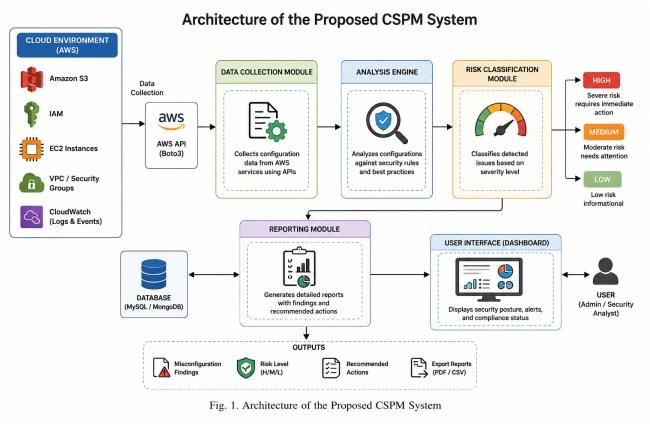 Architecture of the Proposed CSPM System
CLOUD ENVIRONMENT
(AWS)
Amazon S3
IAM
EC2 Instances
VPC / Security
Groups
CloudWatch
(Logs & Events)
Data
Collection
aws
AWS API
(Boto3)
DATA COLLECTION MODULE
Collects configuration
data from AWS
services using APIs
ANALYSIS ENGINE
Analyzes configurations
against security rules
and best practices
RISK CLASSIFICATION
MODULE
Classifies detected
issues based on
severity level
HIGH
Severe risk
requires immediate
action
MEDIUM
Moderate risk
needs attention
LOW
Low risk
informational
REPORTING MODULE
Generates detailed reports
with findings and
recommended actions
DATABASE
(MySQL / MongoDB)
USER INTERFACE (DASHBOARD)
Displays security posture, alerts,
and compliance status
USER
(Admin / Security
Analyst)
OUTPUTS
Misconfiguration
Findings
Risk Level
(H/M/L)
Recommended
Actions
Export Reports
(PDF / CSV)
Fig. 1. Architecture of the Proposed CSPM System